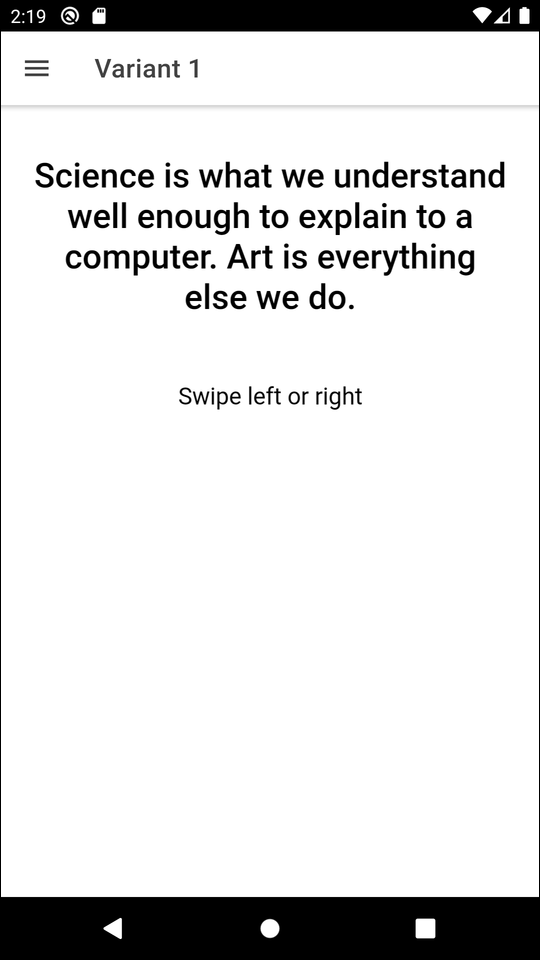 2:19
Variant 1
Science is what we understand
well enough to explain to a
computer. Art is everything
else we do.
Swipe left or right